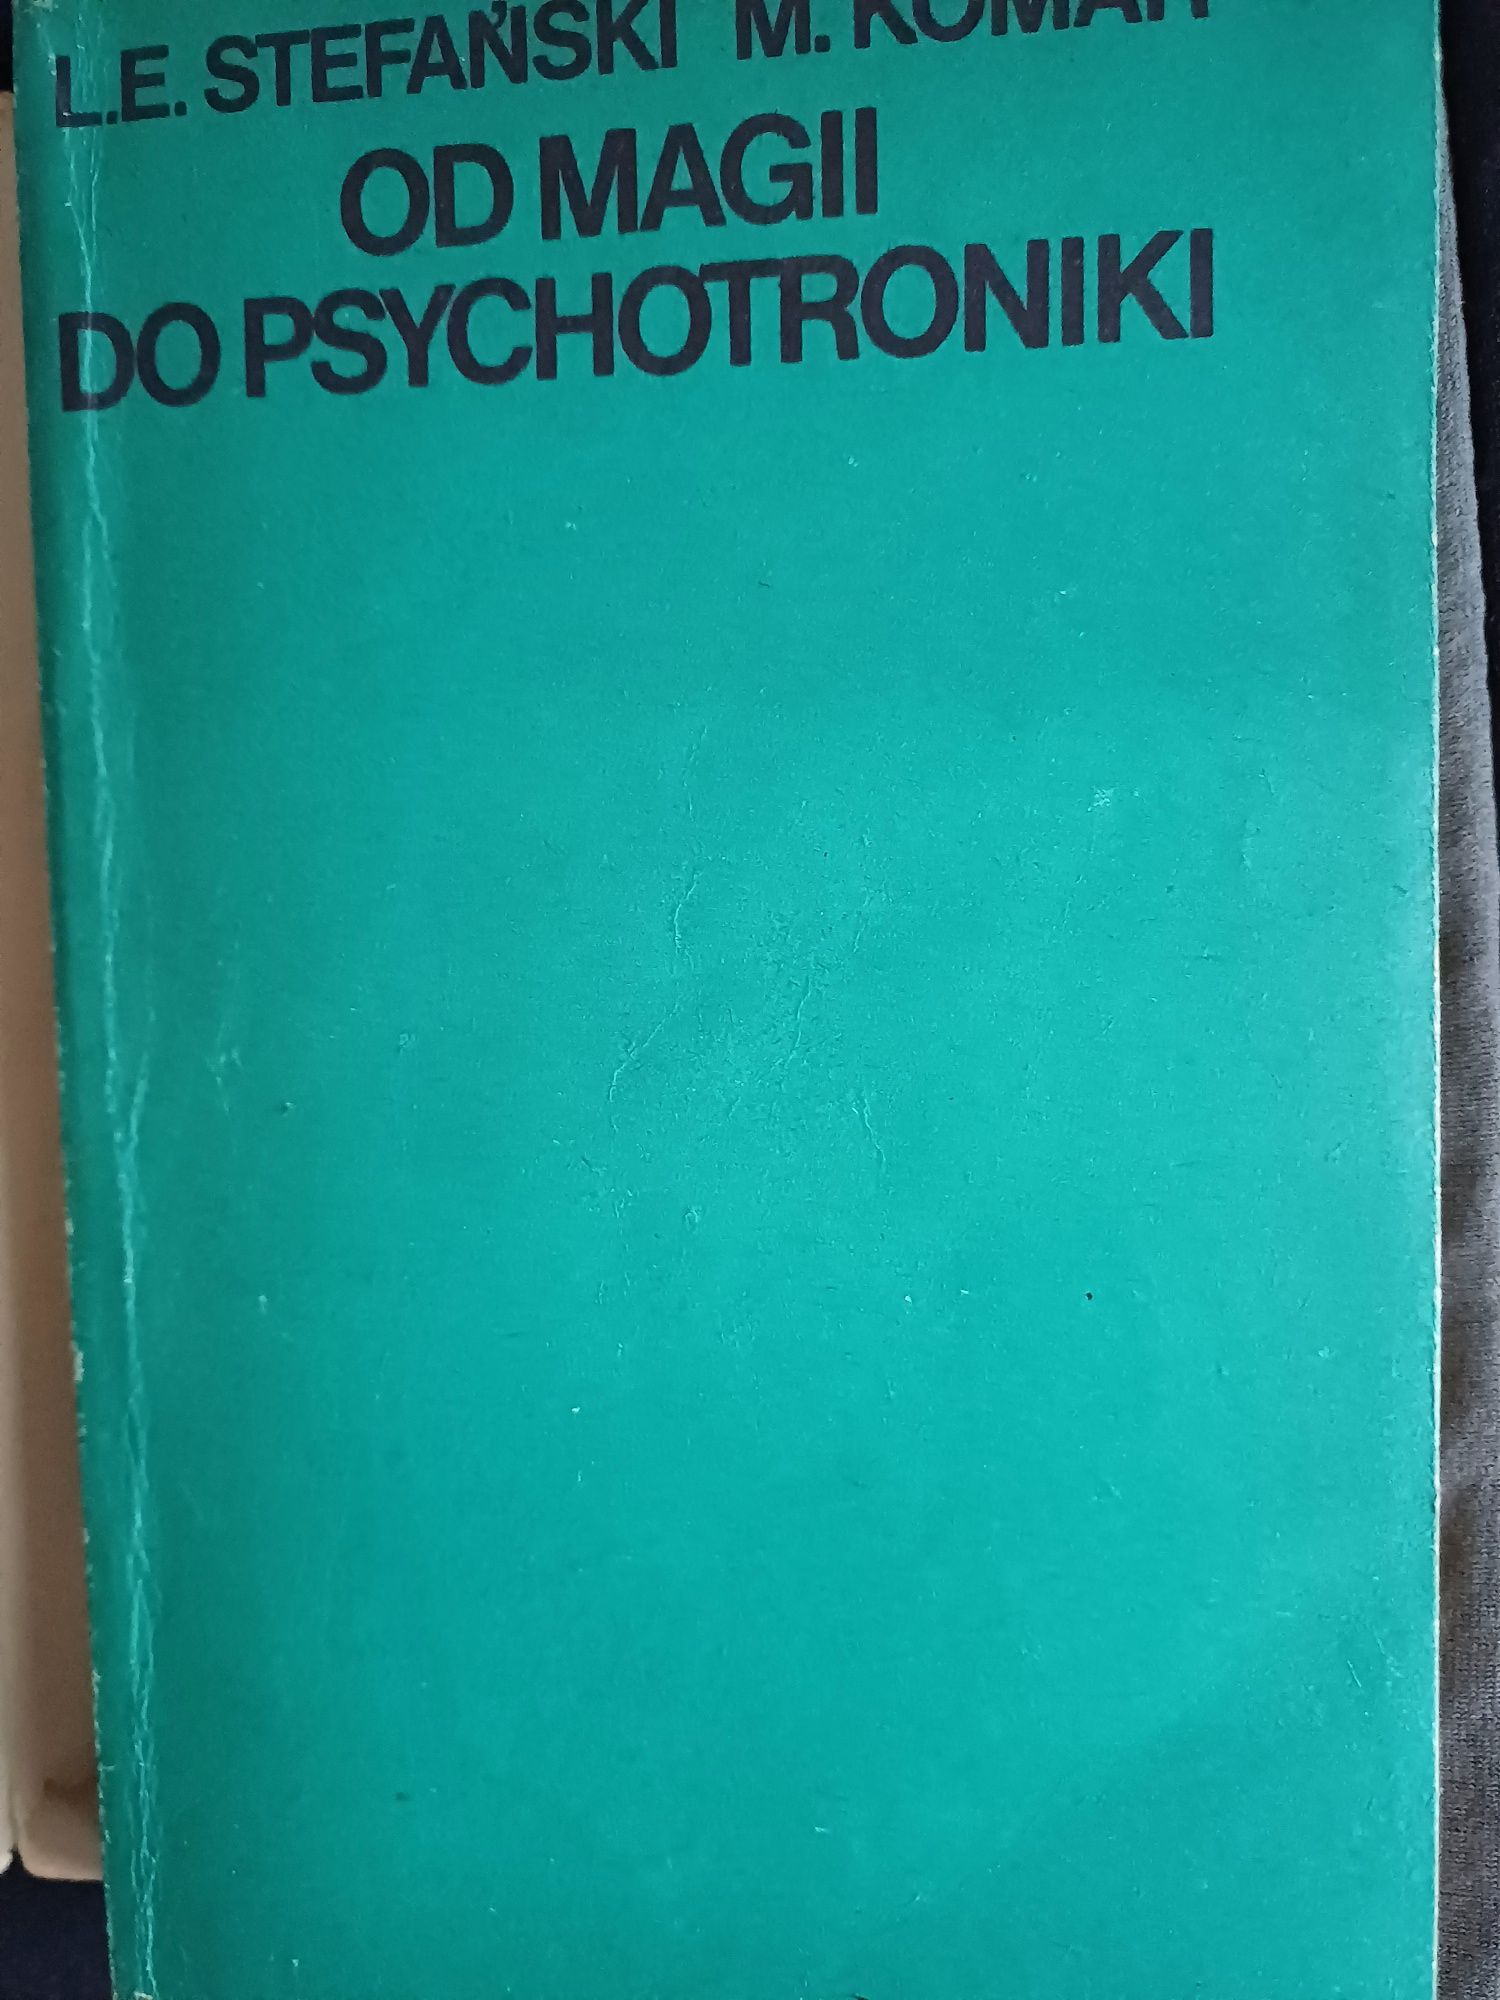 L.E. STEFAŃSKI M. KOMAR
OD MAGII
DO PSYCHOTRONIKI